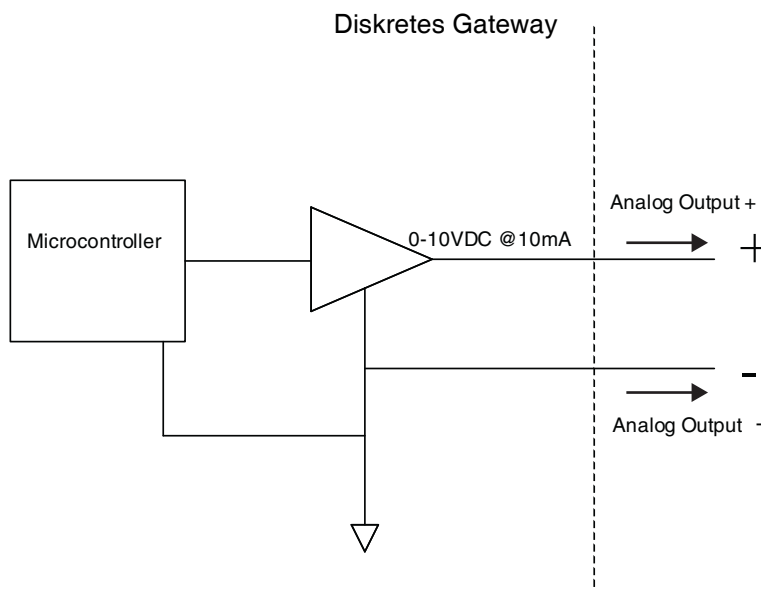 Diskretes Gateway
Analog Output +
Microcontroller
0-10VDC @10mA
+
-
Analog Output -